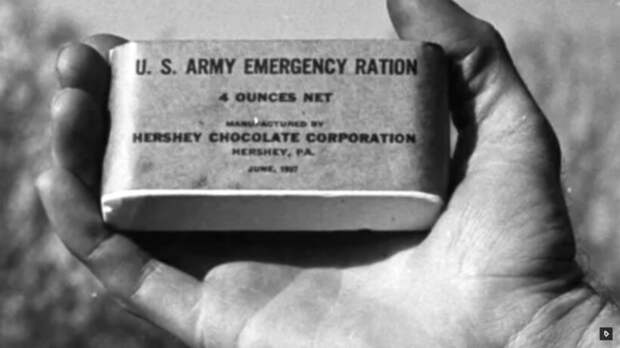 U. S. ARMY EMERGENCY RATION
4 OUNCES NET
MANUFACTURED BY
HERSHEY CHOCOLATE CORPORATION
HERSHEY, PA.
JUNE, 1937